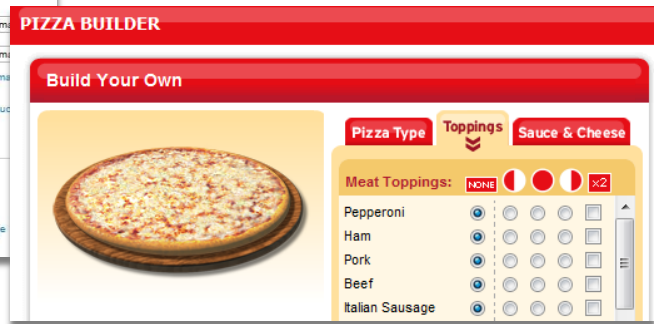 PIZZA BUILDER
Build Your Own
Pizza Type
Toppings
Sauce & Cheese
Meat Toppings:
NONE
x2
Pepperoni
Ham
Pork
Beef
Italian Sausage